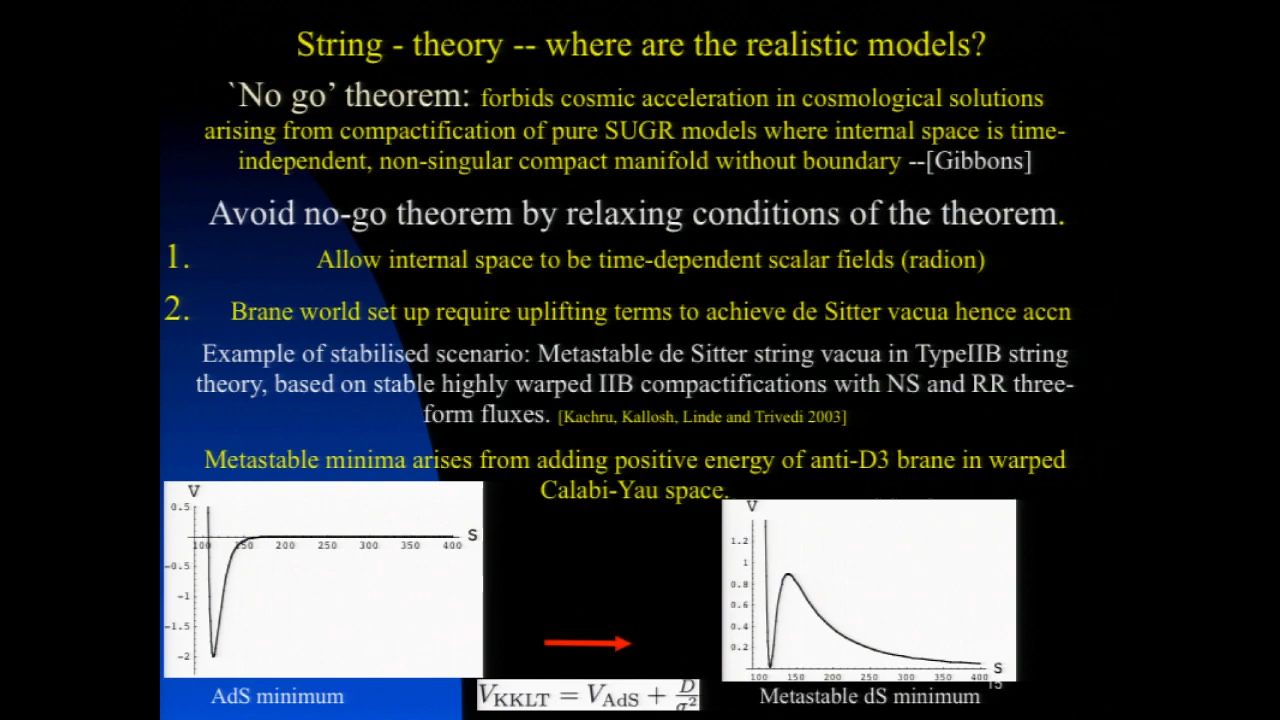 String - theory -- where are the realistic models?
`No go’ theorem: forbids cosmic acceleration in cosmological solutions
arising from compactification of pure SUGR models where internal space is time-
independent, non-singular compact manifold without boundary --[Gibbons]
Avoid no-go theorem by relaxing conditions of the theorem.
1. Allow internal space to be time-dependent scalar fields (radion)
2. Brane world set up require uplifting terms to achieve de Sitter vacua hence accn
Example of stabilised scenario: Metastable de Sitter string vacua in TypeIIB string
theory, based on stable highly warped IIB compactifications with NS and RR three-
form fluxes. [Kachru, Kallosh, Linde and Trivedi 2003]
Metastable minima arises from adding positive energy of anti-D3 brane in warped
Calabi-Yau space.
V
0.5
100 150 200 250 300 350 400 S
-0.5
-1
-1.5
-2
AdS minimum
V_KKLT = V_AdS + D/σ²
V
1.2
1
0.8
0.6
0.4
0.2
S
100 150 200 250 300 350 400
15
Metastable dS minimum